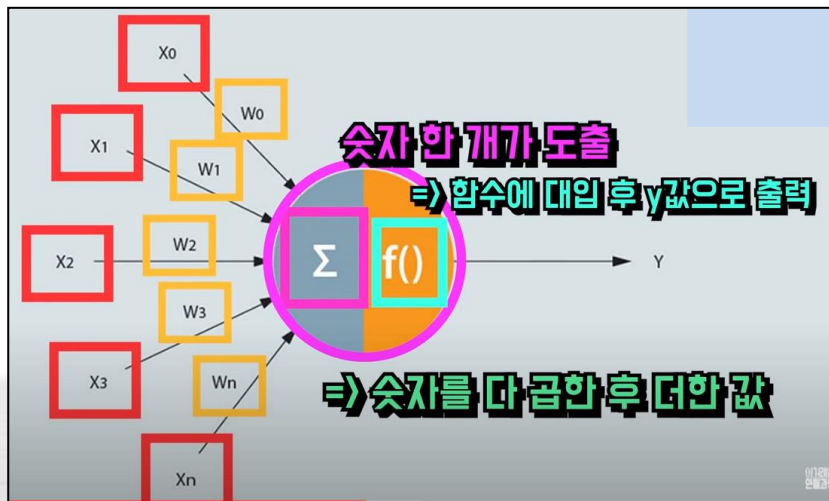 X0
W0
X1
W1
숫자 한 개가 도출
=> 함수에 대입 후 y값으로 출력
X2
W2
Σ
f()
Y
W3
X3
Wn
=> 숫자를 다 곱한 후 더한 값
Xn